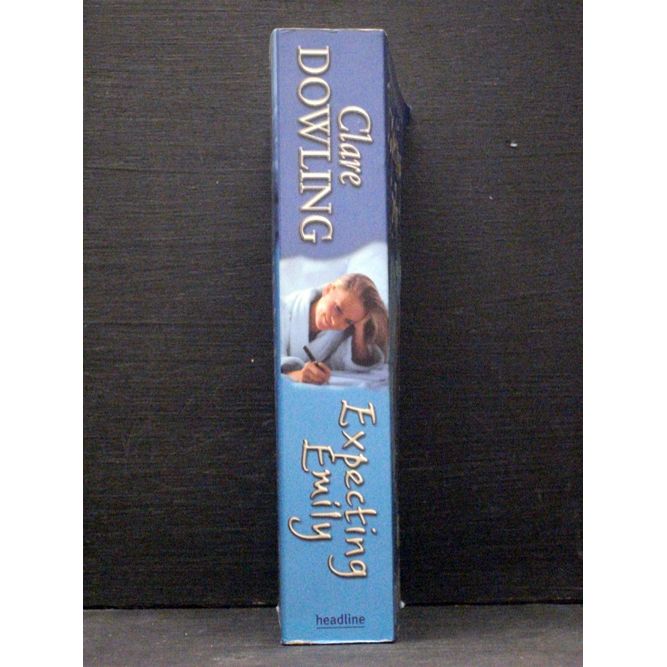 Clare
DOWLING
Expecting
Emily
headline